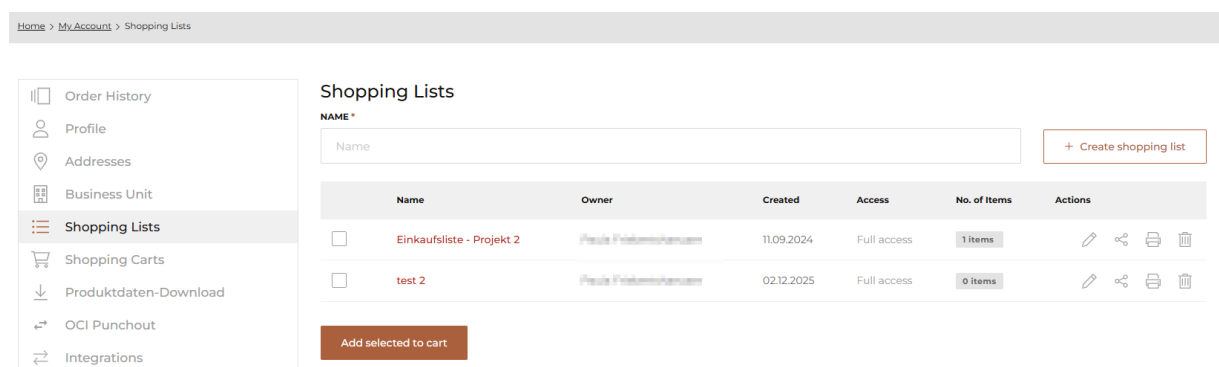 Home > My Account > Shopping Lists
Order History
Profile
Addresses
Business Unit
Shopping Lists
Shopping Carts
Produktdaten-Download
OCI Punchout
Integrations
Shopping Lists
NAME *
Name
+ Create shopping list
Name Owner Created Access No. of Items Actions
Einkaufsliste - Projekt 2 11.09.2024 Full access 1 items
test 2 02.12.2025 Full access 0 items
Add selected to cart